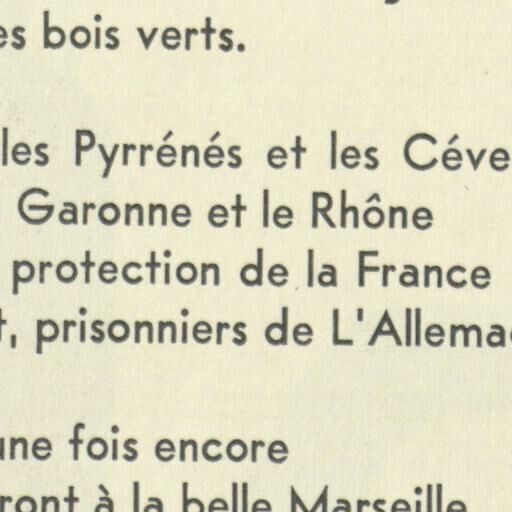 es bois verts.
les Pyrrénés et les Céve
Garonne et le Rhône
protection de la France
t, prisonniers de L'Allema
une fois encore
ront à la belle Marseille